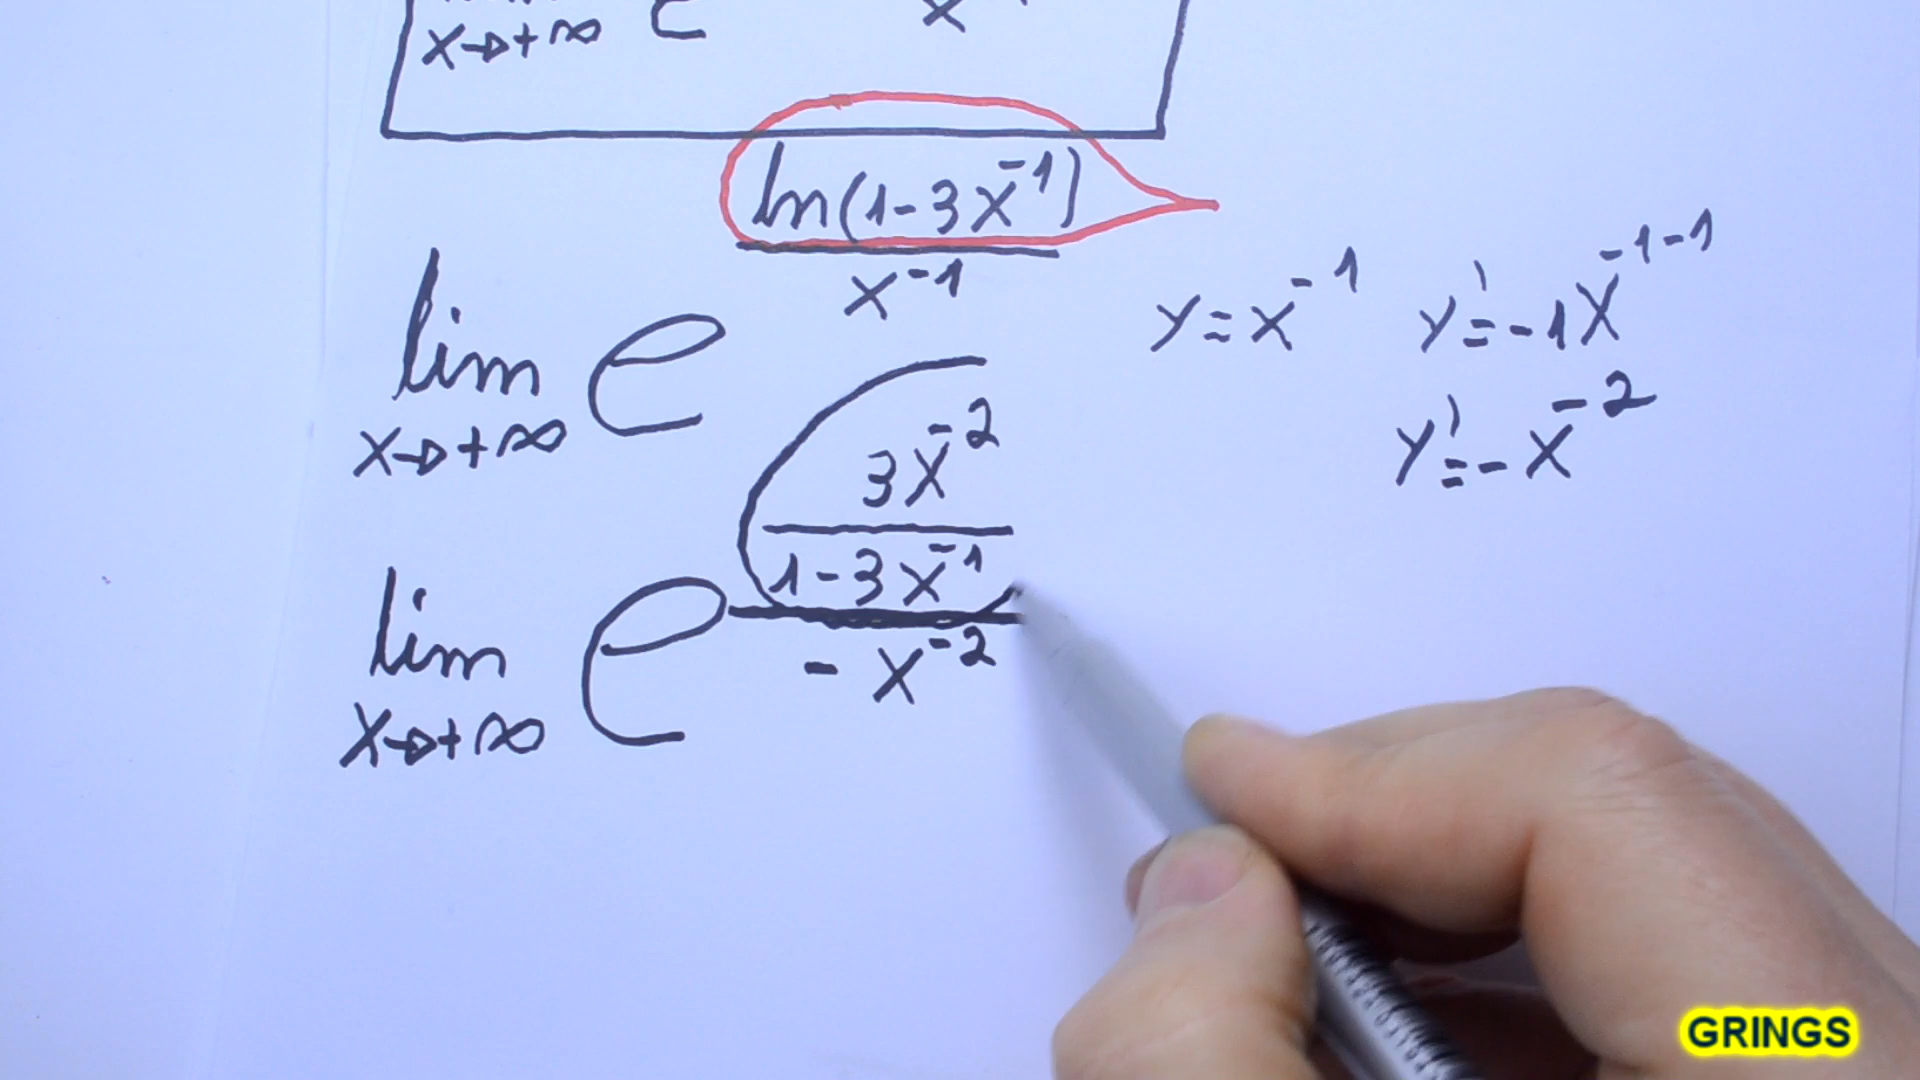 x→+∞ e x
ln(1-3x⁻¹)
lim x→+∞ e x⁻¹
y=x⁻¹ y'=-1x⁻¹⁻¹
y'=-x⁻²
3x⁻²
1-3x⁻¹
lim x→+∞ e -x⁻²
GRINGS